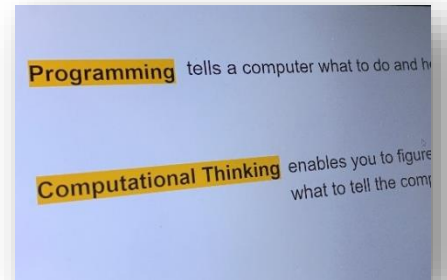 Programming tells a computer what to do and
Computational Thinking enables you to figure
what to tell the